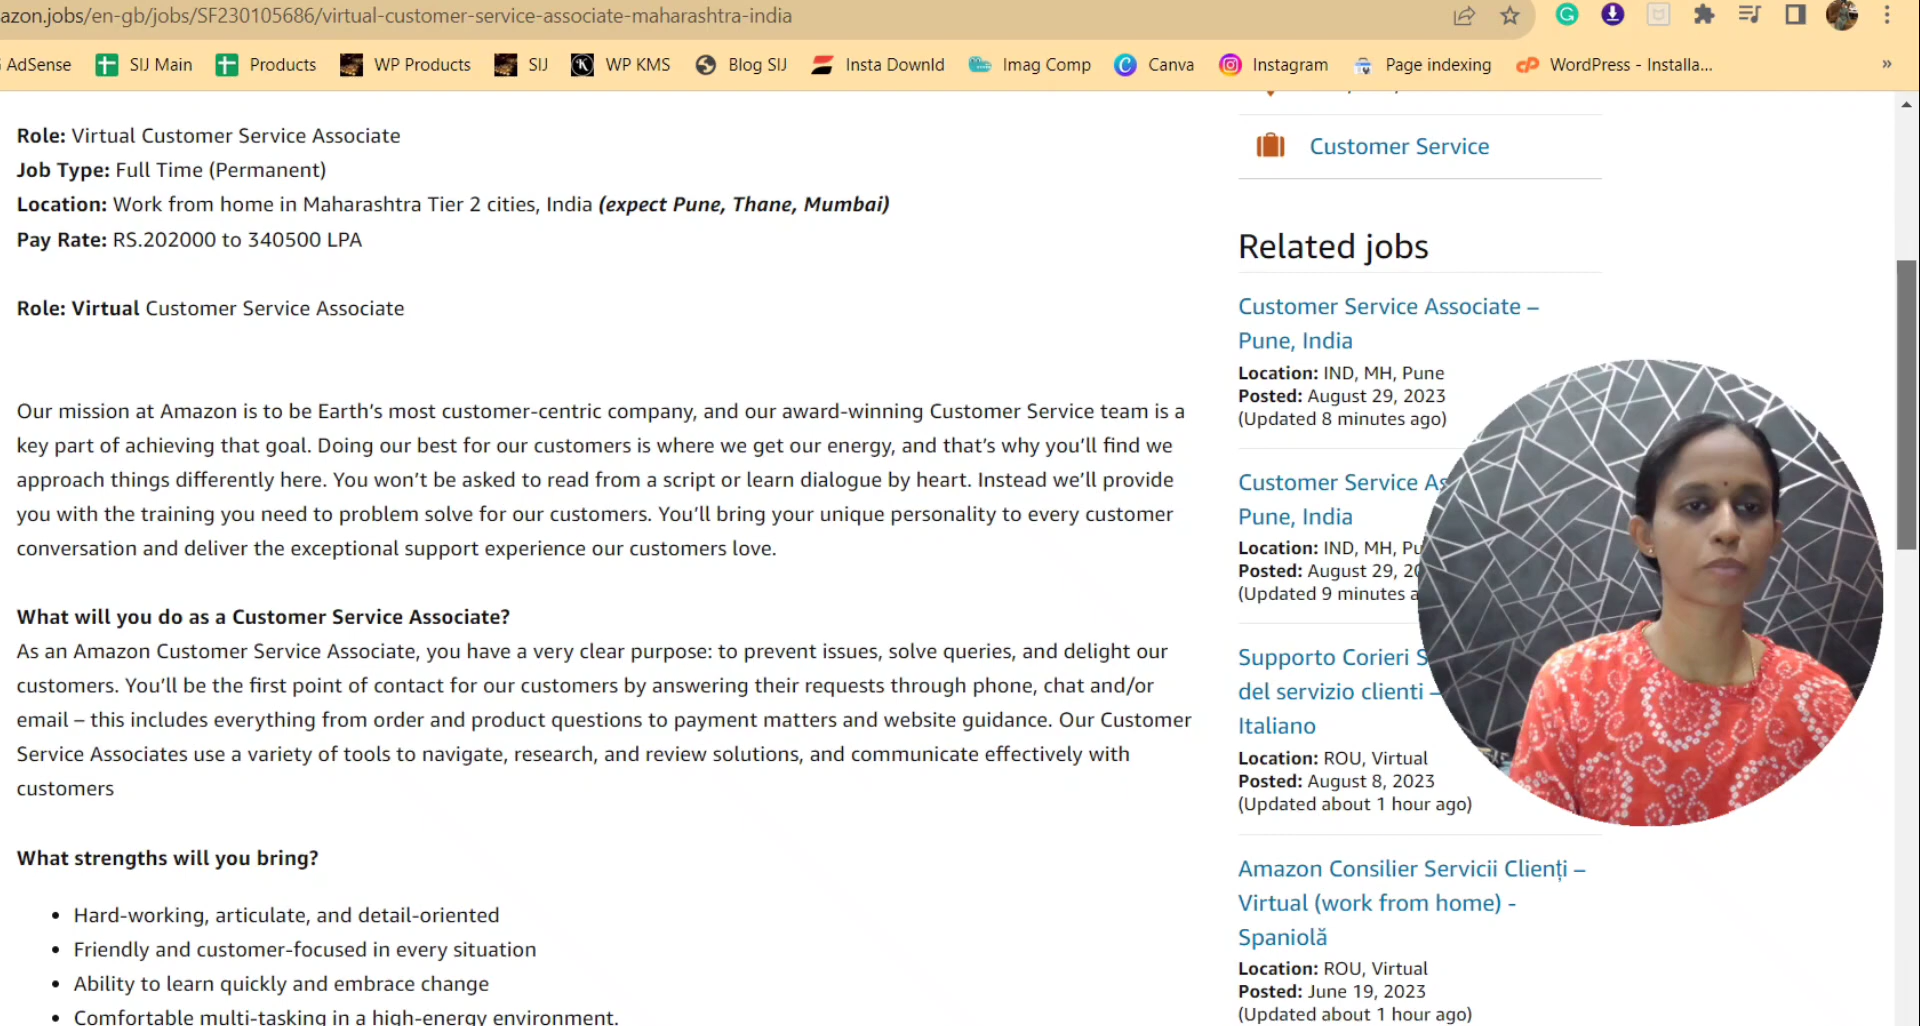 azon.jobs/en-gb/jobs/SF230105686/virtual-customer-service-associate-maharashtra-india
AdSense SIJ Main Products WP Products SIJ WP KMS Blog SIJ Insta Downld Imag Comp Canva Instagram Page indexing WordPress - Installa... »
Role: Virtual Customer Service Associate
Job Type: Full Time (Permanent)
Location: Work from home in Maharashtra Tier 2 cities, India (expect Pune, Thane, Mumbai)
Pay Rate: RS.202000 to 340500 LPA
Role: Virtual Customer Service Associate
Our mission at Amazon is to be Earth’s most customer-centric company, and our award-winning Customer Service team is a
key part of achieving that goal. Doing our best for our customers is where we get our energy, and that’s why you’ll find we
approach things differently here. You won’t be asked to read from a script or learn dialogue by heart. Instead we’ll provide
you with the training you need to problem solve for our customers. You’ll bring your unique personality to every customer
conversation and deliver the exceptional support experience our customers love.
What will you do as a Customer Service Associate?
As an Amazon Customer Service Associate, you have a very clear purpose: to prevent issues, solve queries, and delight our
customers. You’ll be the first point of contact for our customers by answering their requests through phone, chat and/or
email – this includes everything from order and product questions to payment matters and website guidance. Our Customer
Service Associates use a variety of tools to navigate, research, and review solutions, and communicate effectively with
customers
What strengths will you bring?
• Hard-working, articulate, and detail-oriented
• Friendly and customer-focused in every situation
• Ability to learn quickly and embrace change
• Comfortable multi-tasking in a high-energy environment.
Customer Service
Related jobs
Customer Service Associate –
Pune, India
Location: IND, MH, Pune
Posted: August 29, 2023
(Updated 8 minutes ago)
Customer Service As
Pune, India
Location: IND, MH, Pu
Posted: August 29, 20
(Updated 9 minutes a
Supporto Corieri S
del servizio clienti –
Italiano
Location: ROU, Virtual
Posted: August 8, 2023
(Updated about 1 hour ago)
Amazon Consilier Servicii Clienți –
Virtual (work from home) -
Spaniolă
Location: ROU, Virtual
Posted: June 19, 2023
(Updated about 1 hour ago)